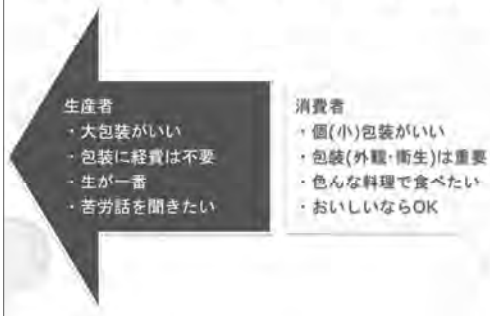 生産者
・大包装がいい
・包装に経費は不要
・生が一番
・苦労話を聞きたい
消費者
・個(小)包装がいい
・包装(外観・衛生)は重要
・色んな料理で食べたい
・おいしいならOK